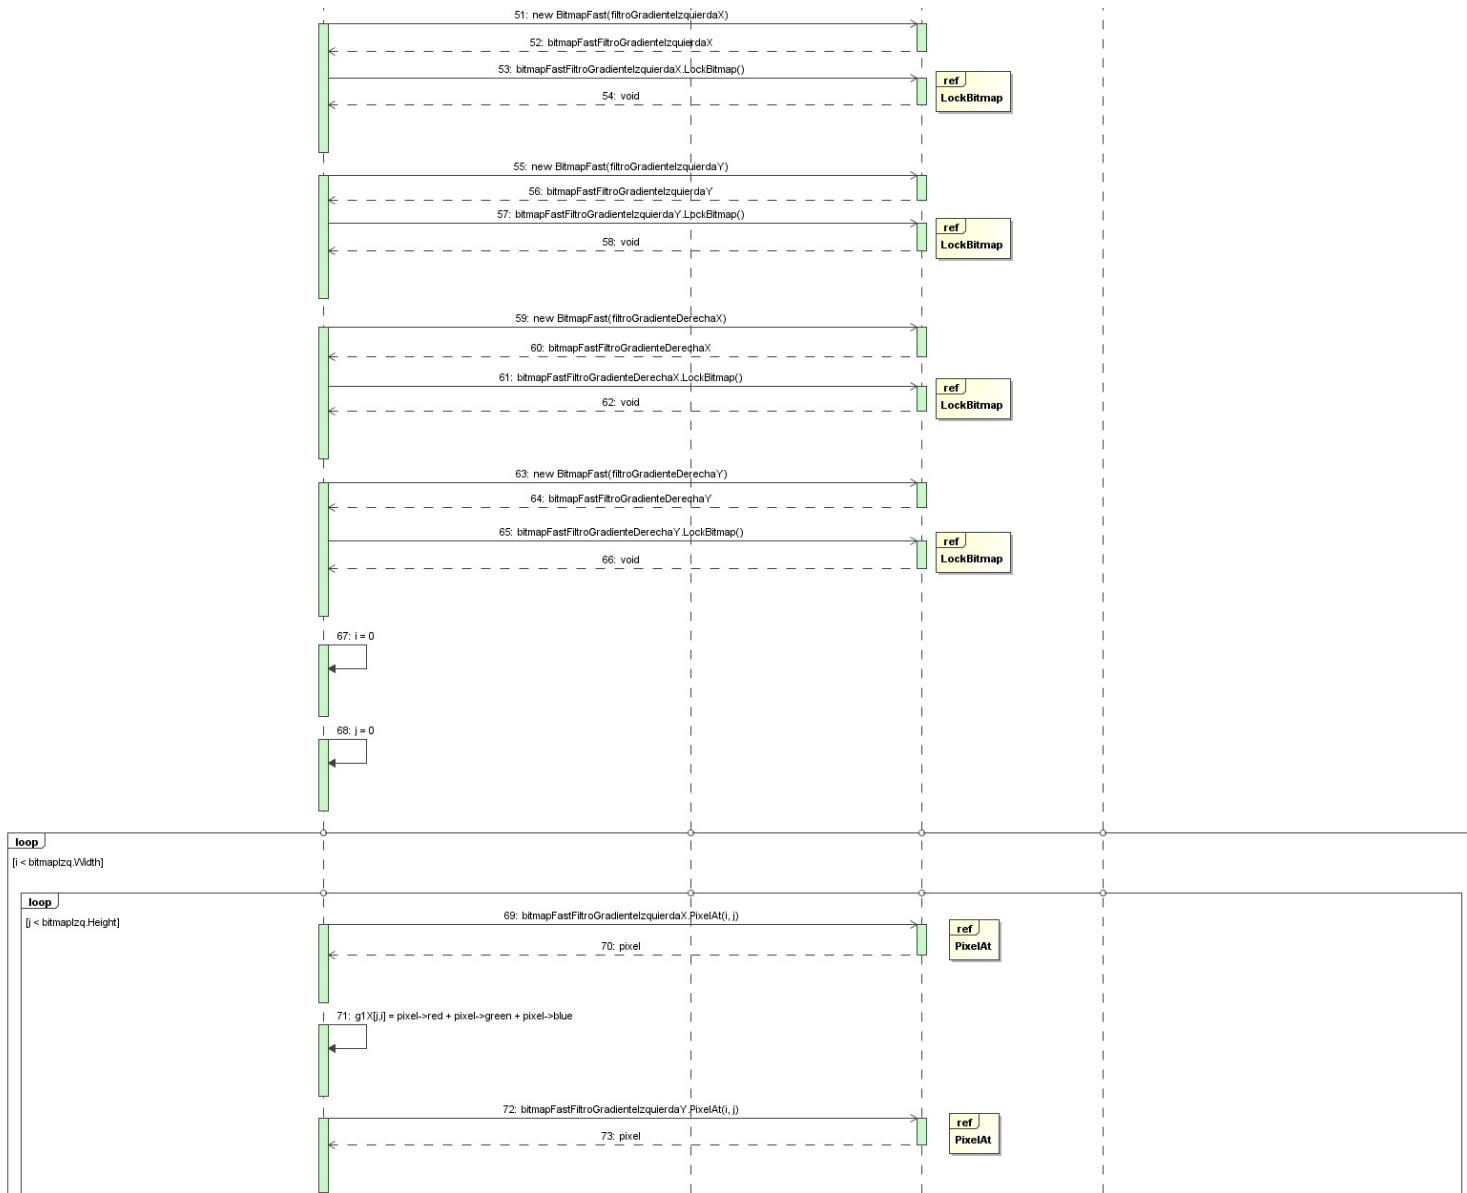 51: new BitmapFast(filtroGradienteIzquierdaX)
52: bitmapFastFiltroGradienteIzquierdaX
53: bitmapFastFiltroGradienteIzquierdaX.LockBitmap()
ref
LockBitmap
54: void
55: new BitmapFast(filtroGradienteIzquierdaY)
56: bitmapFastFiltroGradienteIzquierdaY
57: bitmapFastFiltroGradienteIzquierdaY.LockBitmap()
ref
LockBitmap
58: void
59: new BitmapFast(filtroGradienteDerechaX)
60: bitmapFastFiltroGradienteDerechaX
61: bitmapFastFiltroGradienteDerechaX.LockBitmap()
ref
LockBitmap
62: void
63: new BitmapFast(filtroGradienteDerechaY)
64: bitmapFastFiltroGradienteDerechaY
65: bitmapFastFiltroGradienteDerechaY.LockBitmap()
ref
LockBitmap
66: void
67: i = 0
68: j = 0
loop
[i < bitmapIzq.Width]
loop
[j < bitmapIzq.Height]
69: bitmapFastFiltroGradienteIzquierdaX.PixelAt(i, j)
ref
PixelAt
70: pixel
71: g1X[j,i] = pixel->red + pixel->green + pixel->blue
72: bitmapFastFiltroGradienteIzquierdaY.PixelAt(i, j)
ref
PixelAt
73: pixel